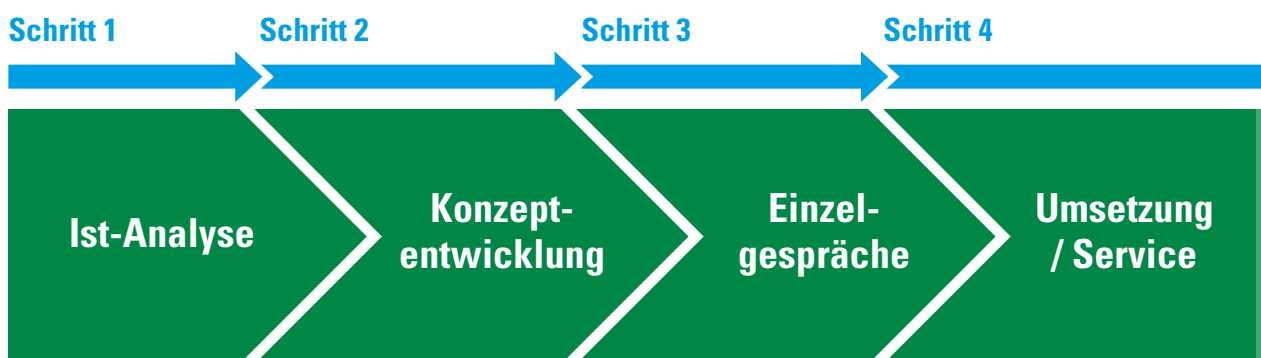 Schritt 1
Schritt 2
Schritt 3
Schritt 4
Ist-Analyse
Konzept-
entwicklung
Einzel-
gespräche
Umsetzung
/ Service